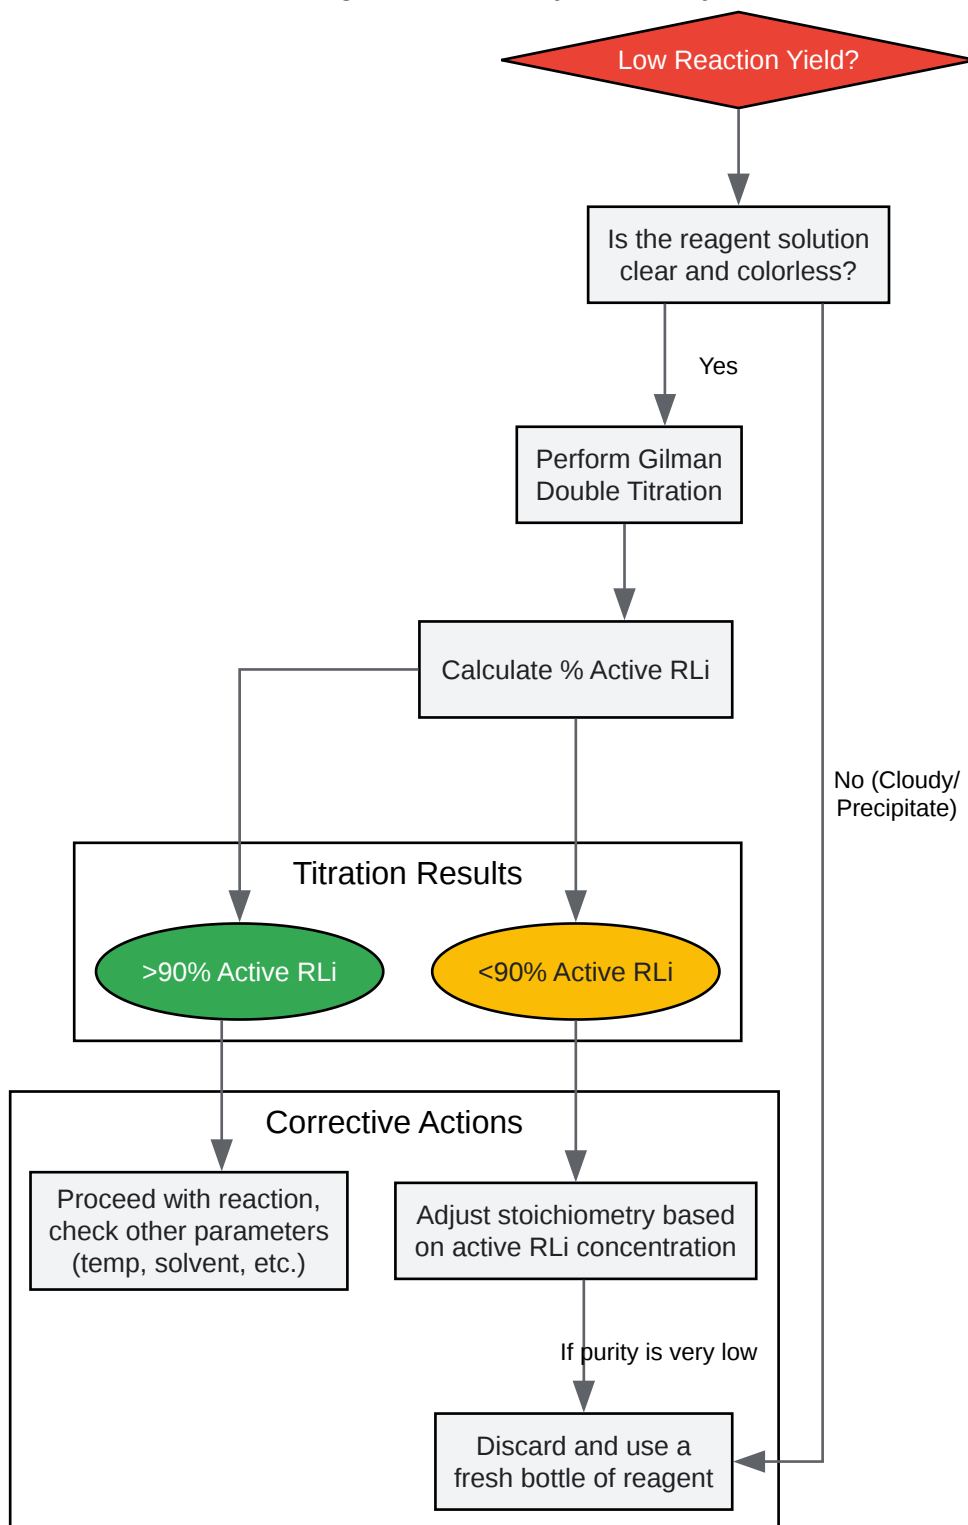 Low Reaction Yield?
Is the reagent solution
clear and colorless?
Yes
Perform Gilman
Double Titration
Calculate % Active RLi
No (Cloudy/
Precipitate)
Titration Results
>90% Active RLi
<90% Active RLi
Corrective Actions
Proceed with reaction,
check other parameters
(temp, solvent, etc.)
Adjust stoichiometry based
on active RLi concentration
If purity is very low
Discard and use a
fresh bottle of reagent